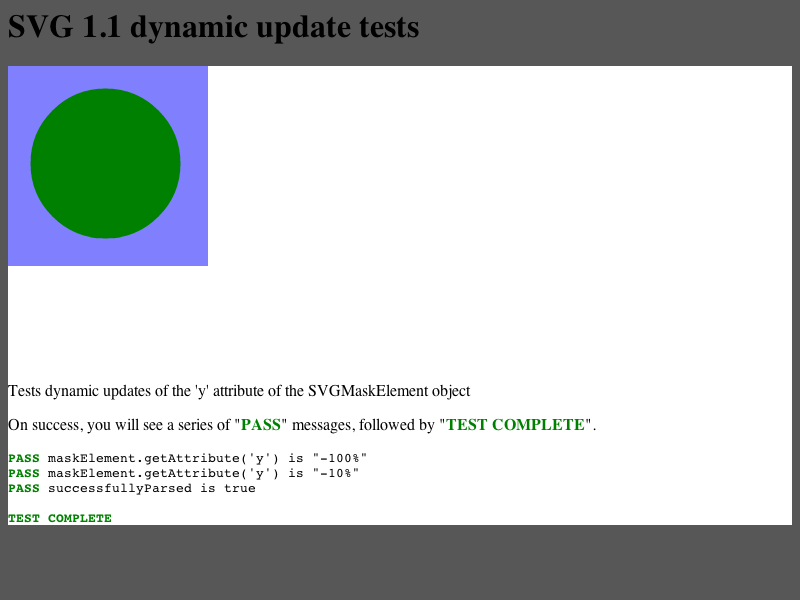 SVG 1.1 dynamic update tests
Tests dynamic updates of the 'y' attribute of the SVGMaskElement object
On success, you will see a series of "PASS" messages, followed by "TEST COMPLETE".
PASS maskElement.getAttribute('y') is "-100%"
PASS maskElement.getAttribute('y') is "-10%"
PASS successfullyParsed is true
TEST COMPLETE